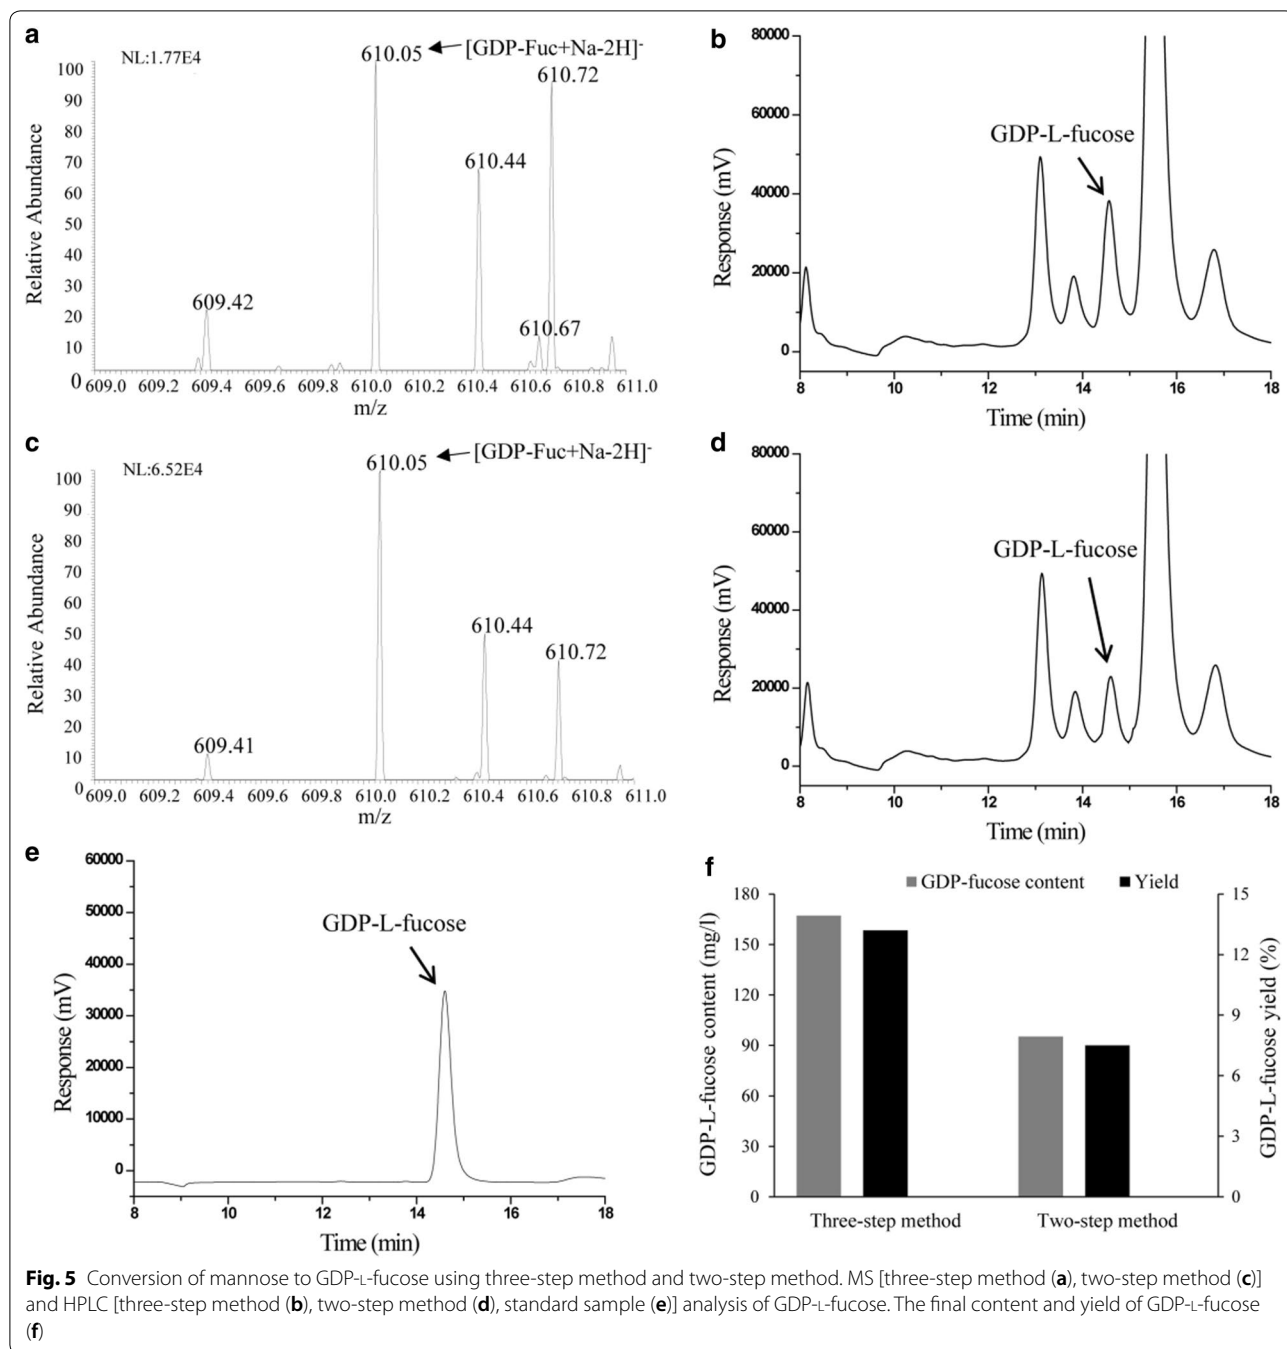 a
NL:1.77E4
610.05
[GDP-Fuc+Na-2H]-
610.72
610.44
609.42
610.67
100
90
80
70
60
50
40
30
20
10
0
Relative Abundance
609.0 609.2 609.4 609.6 609.8 610.0 610.2 610.4 610.6 610.8 611.0
m/z
b
80000
60000
40000
20000
0
Response (mV)
GDP-L-fucose
8 10 12 14 16 18
Time (min)
c
NL:6.52E4
610.05
[GDP-Fuc+Na-2H]-
610.44
610.72
609.41
100
90
80
70
60
50
40
30
20
10
0
Relative Abundance
609.0 609.2 609.4 609.6 609.8 610.0 610.2 610.4 610.6 610.8 611.0
m/z
d
80000
60000
40000
20000
0
Response (mV)
GDP-L-fucose
8 10 12 14 16 18
Time (min)
e
60000
50000
40000
30000
20000
10000
0
Response (mV)
GDP-L-fucose
8 10 12 14 16 18
Time (min)
f
GDP-fucose content Yield
180
150
120
90
60
30
0
GDP-L-fucose content (mg/l)
15
12
9
6
3
0
GDP-L-fucose yield (%)
Three-step method Two-step method
Fig. 5 Conversion of mannose to GDP-L-fucose using three-step method and two-step method. MS [three-step method (a), two-step method (c)]
and HPLC [three-step method (b), two-step method (d), standard sample (e)] analysis of GDP-L-fucose. The final content and yield of GDP-L-fucose
(f)